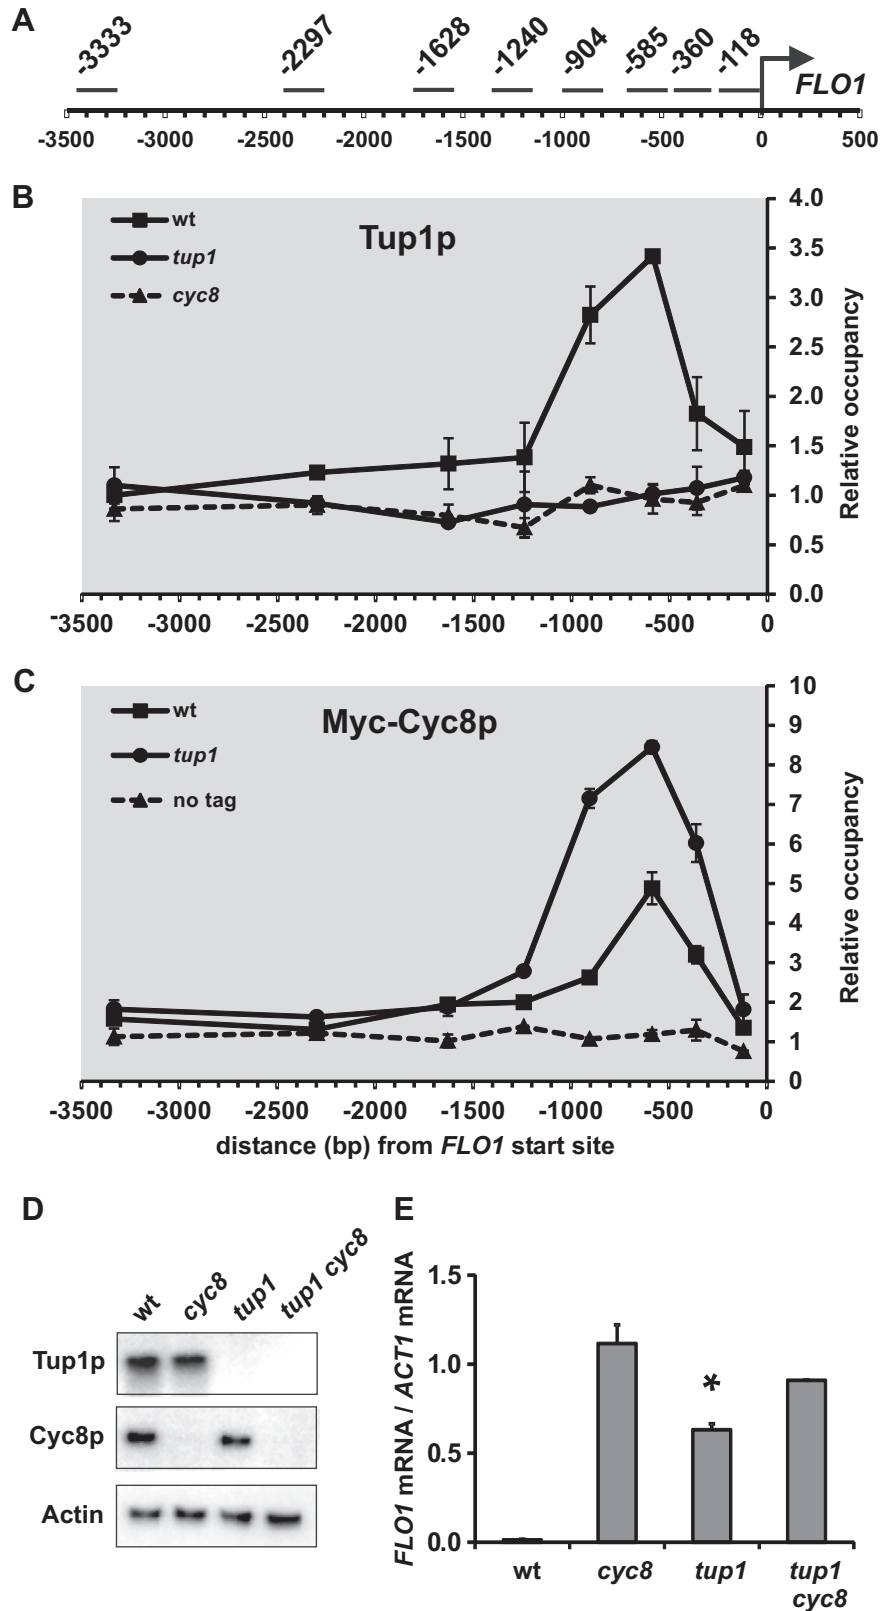 A
-3333 -2297 -1628 -1240 -904 -585 -360 -118
FLO1
-3500 -3000 -2500 -2000 -1500 -1000 -500 0 500
B
Tup1p
wt
tup1
cyc8
4.0
3.5
3.0
2.5
2.0
1.5
1.0
0.5
0.0
Relative occupancy
-3500 -3000 -2500 -2000 -1500 -1000 -500 0
C
Myc-Cyc8p
wt
tup1
no tag
10
9
8
7
6
5
4
3
2
1
0
Relative occupancy
-3500 -3000 -2500 -2000 -1500 -1000 -500 0
distance (bp) from FLO1 start site
D
wt cyc8 tup1 tup1 cyc8
Tup1p
Cyc8p
Actin
E
FLO1 mRNA / ACT1 mRNA
1.5
1.0
0.5
0.0
*
wt cyc8 tup1 tup1
cyc8